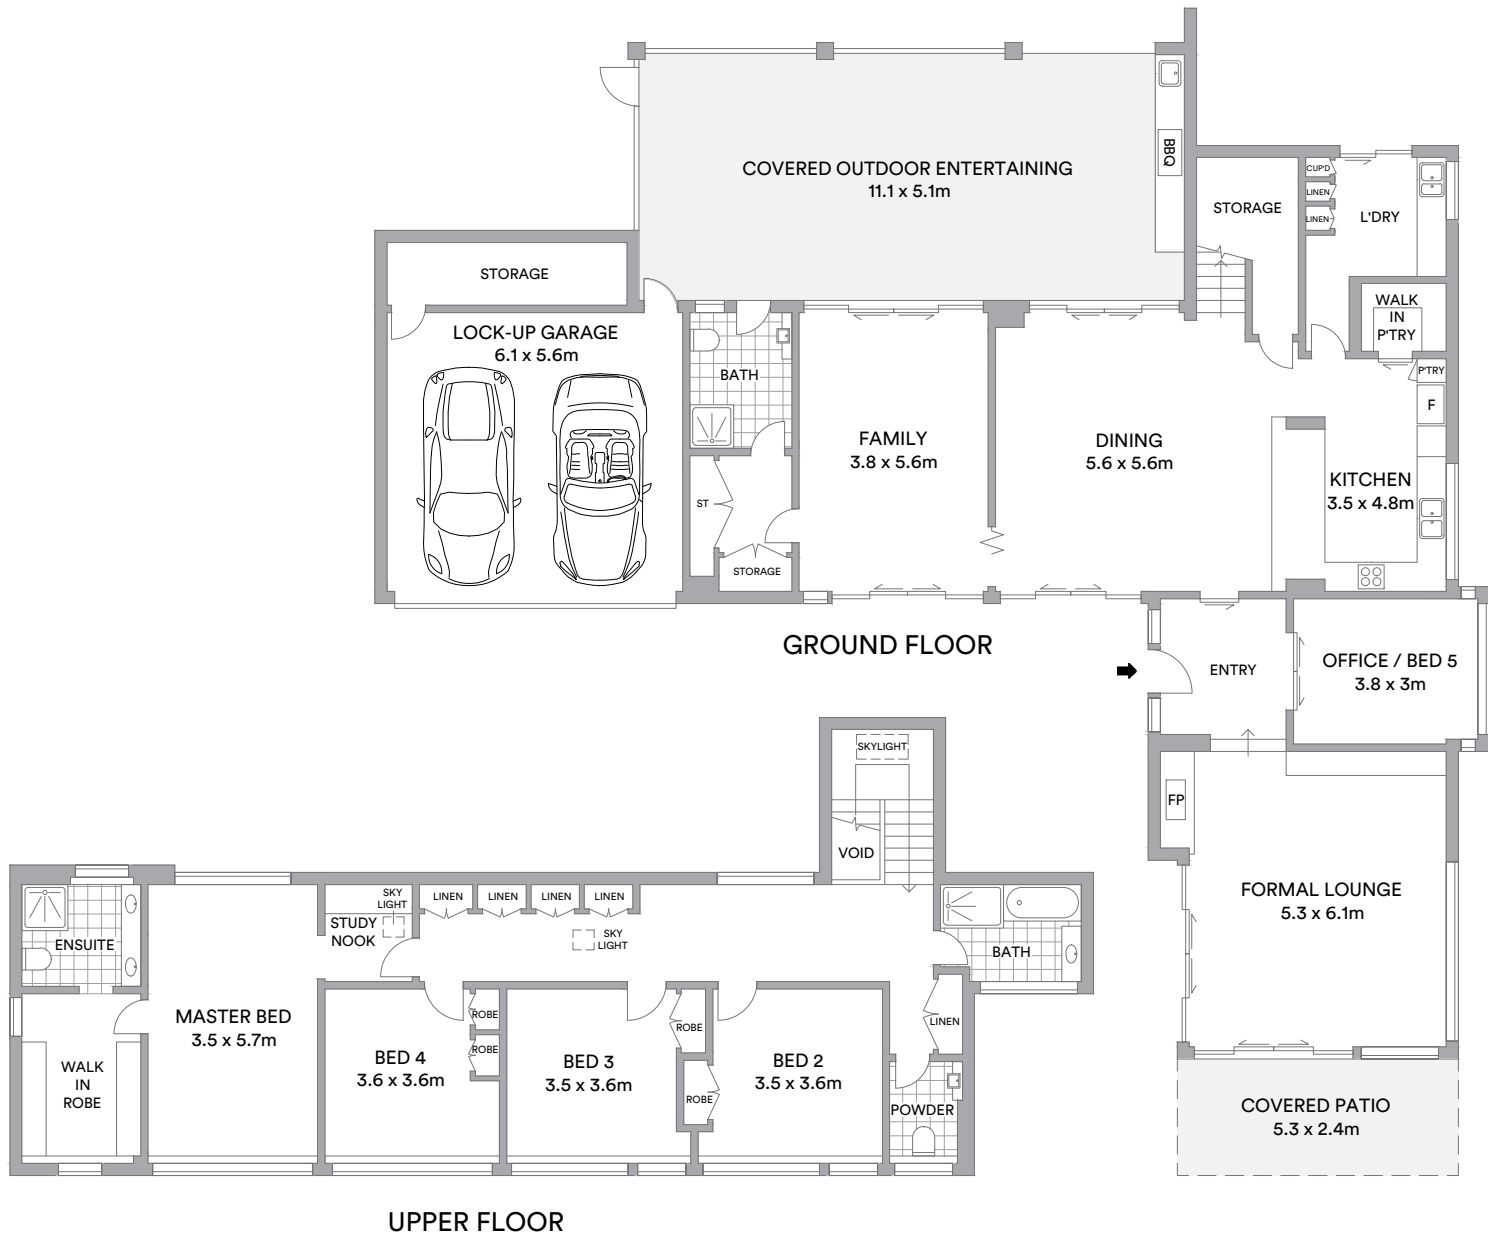 COVERED OUTDOOR ENTERTAINING
11.1 x 5.1m
BBQ
STORAGE
CUP'D
LINEN
LINEN
L'DRY
STORAGE
LOCK-UP GARAGE
6.1 x 5.6m
WALK
IN
P'TRY
P'TRY
F
BATH
FAMILY
3.8 x 5.6m
DINING
5.6 x 5.6m
KITCHEN
3.5 x 4.8m
ST
STORAGE
GROUND FLOOR
ENTRY
OFFICE / BED 5
3.8 x 3m
SKYLIGHT
VOID
FP
FORMAL LOUNGE
5.3 x 6.1m
COVERED PATIO
5.3 x 2.4m
ENSUITE
SKY
LIGHT
STUDY
NOOK
LINEN
LINEN
LINEN
LINEN
SKY
LIGHT
BATH
MASTER BED
3.5 x 5.7m
WALK
IN
ROBE
BED 4
3.6 x 3.6m
ROBE
ROBE
BED 3
3.5 x 3.6m
ROBE
ROBE
BED 2
3.5 x 3.6m
LINEN
POWDER
UPPER FLOOR